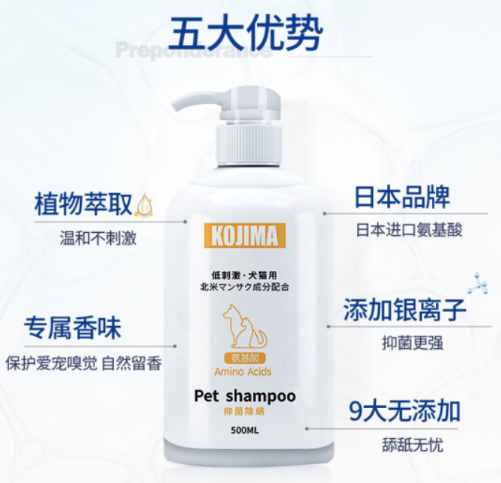 五大优势
Preponderance
植物萃取
温和不刺激
日本品牌
日本进口氨基酸
KOJIMA
低刺激·犬猫用
北米マンサク成分配合
专属香味
保护爱宠嗅觉 自然留香
添加银离子
抑菌更强
氨基酸
Amino Acids
Pet shampoo
抑菌除螨
500ML
9大无添加
舔舐无忧